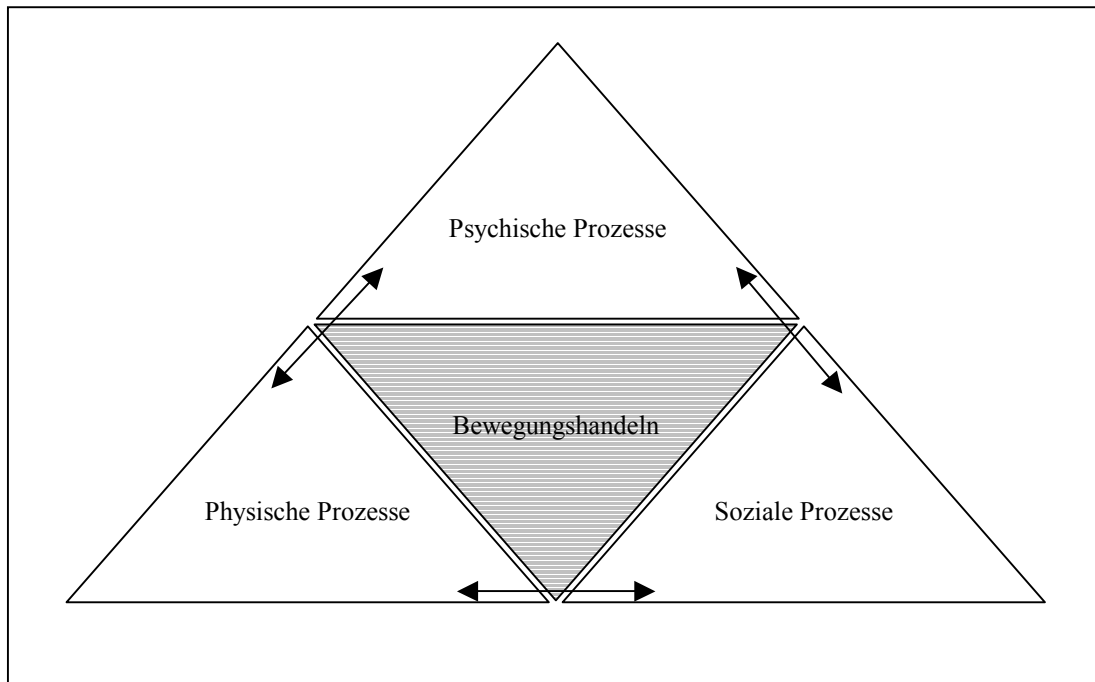 Psychische Prozesse
Bewegungshandeln
Physische Prozesse
Soziale Prozesse